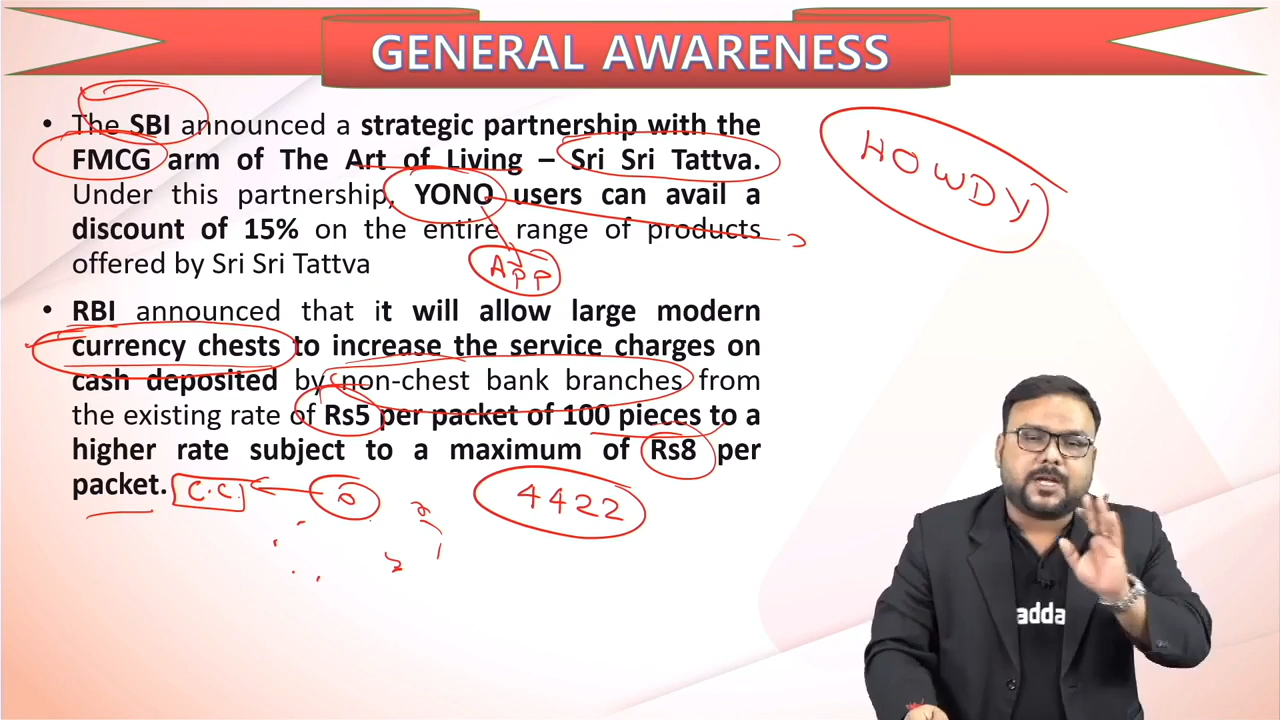 GENERAL AWARENESS
• The SBI announced a strategic partnership with the
FMCG arm of The Art of Living – Sri Sri Tattva.
Under this partnership, YONO users can avail a
discount of 15% on the entire range of products
offered by Sri Sri Tattva
APP
• RBI announced that it will allow large modern
currency chests to increase the service charges on
cash deposited by non-chest bank branches from
the existing rate of Rs5 per packet of 100 pieces to a
higher rate subject to a maximum of Rs8 per
packet.
C.C.
4422
HOWDY
adda